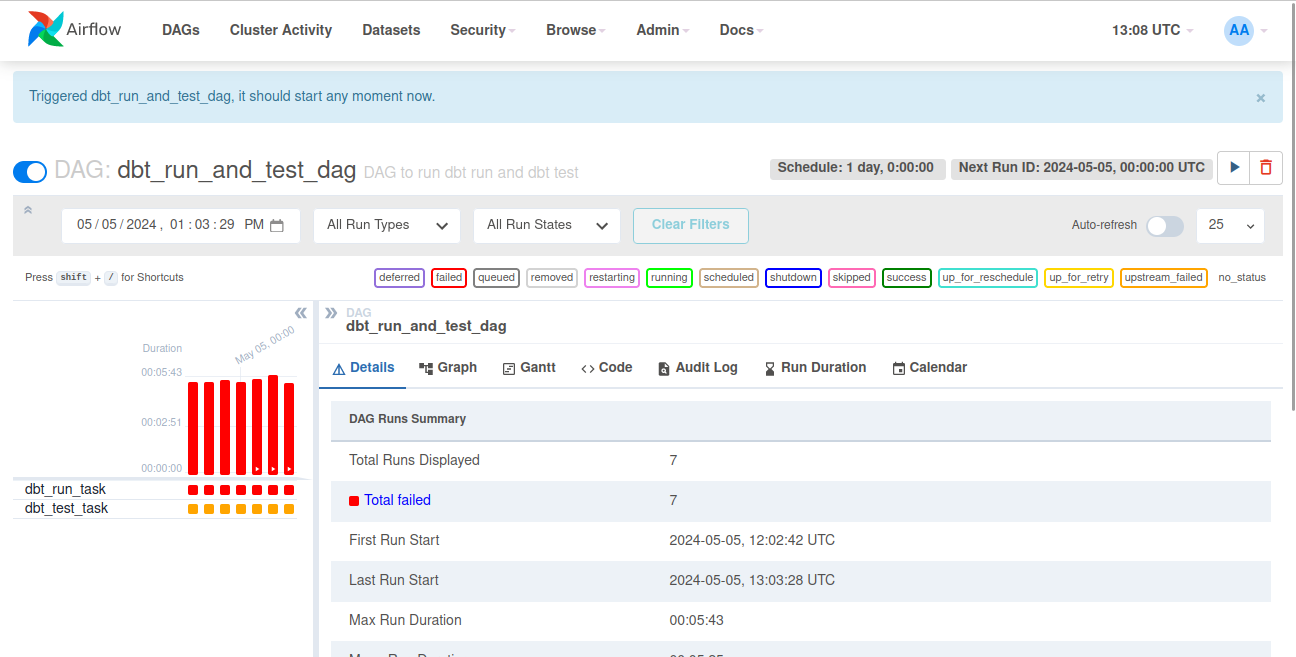 Airflow DAGs Cluster Activity Datasets Security Browse Admin Docs 13:08 UTC AA
Triggered dbt_run_and_test_dag, it should start any moment now. ×
DAG: dbt_run_and_test_dag DAG to run dbt run and dbt test Schedule: 1 day, 0:00:00 Next Run ID: 2024-05-05, 00:00:00 UTC
05/05/2024, 01:03:29 PM All Run Types All Run States Clear Filters Auto-refresh 25
Press shift + / for Shortcuts deferred failed queued removed restarting running scheduled shutdown skipped success up_for_reschedule up_for_retry upstream_failed no_status
May 05, 00:00
Duration
00:05:43
00:02:51
00:00:00
dbt_run_task
dbt_test_task
DAG
dbt_run_and_test_dag
Details Graph Gantt Code Audit Log Run Duration Calendar
DAG Runs Summary
Total Runs Displayed 7
Total failed 7
First Run Start 2024-05-05, 12:02:42 UTC
Last Run Start 2024-05-05, 13:03:28 UTC
Max Run Duration 00:05:43